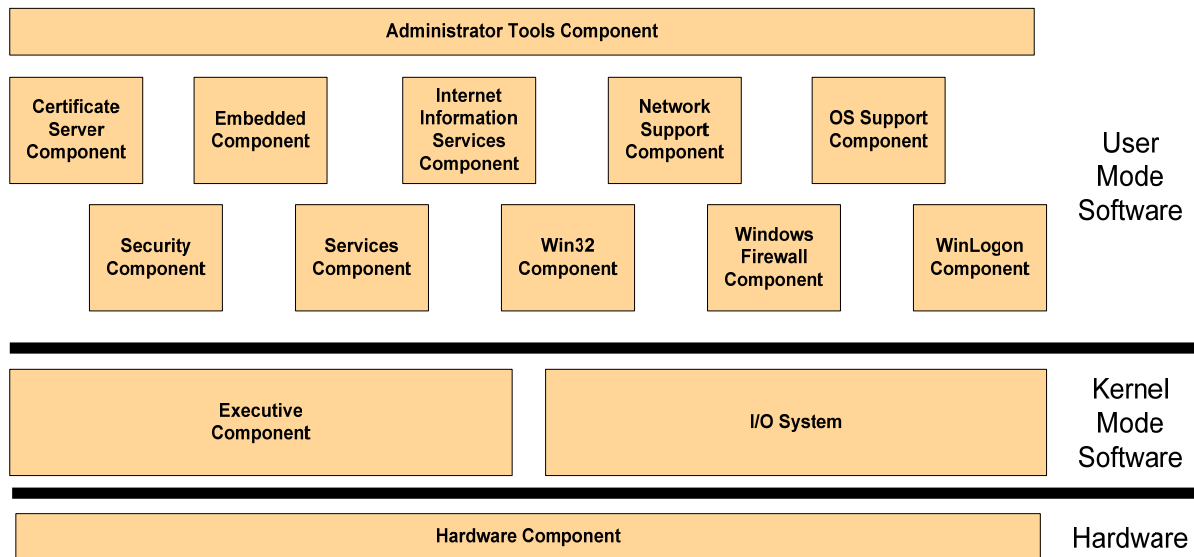 Administrator Tools Component
Certificate
Server
Component
Embedded
Component
Internet
Information
Services
Component
Network
Support
Component
OS Support
Component
User
Mode
Software
Security
Component
Services
Component
Win32
Component
Windows
Firewall
Component
WinLogon
Component
Executive
Component
I/O System
Kernel
Mode
Software
Hardware Component
Hardware